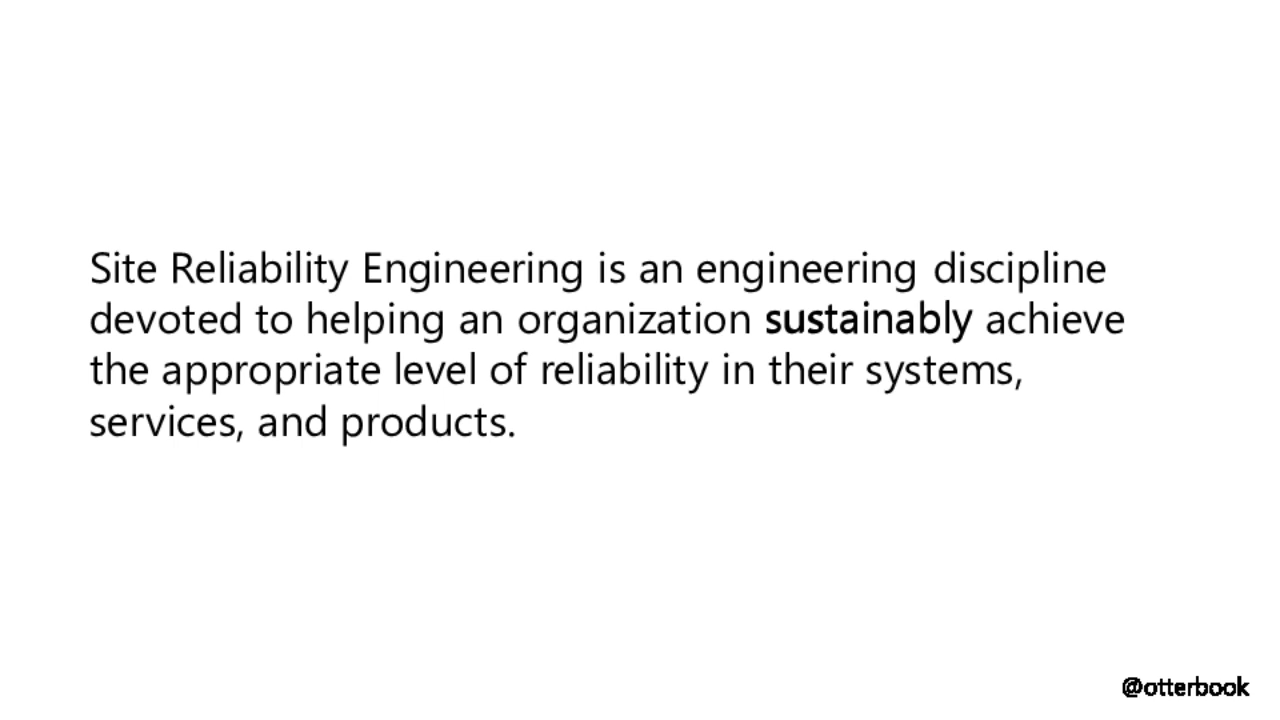 Site Reliability Engineering is an engineering discipline
devoted to helping an organization sustainably achieve
the appropriate level of reliability in their systems,
services, and products.
@otterbook